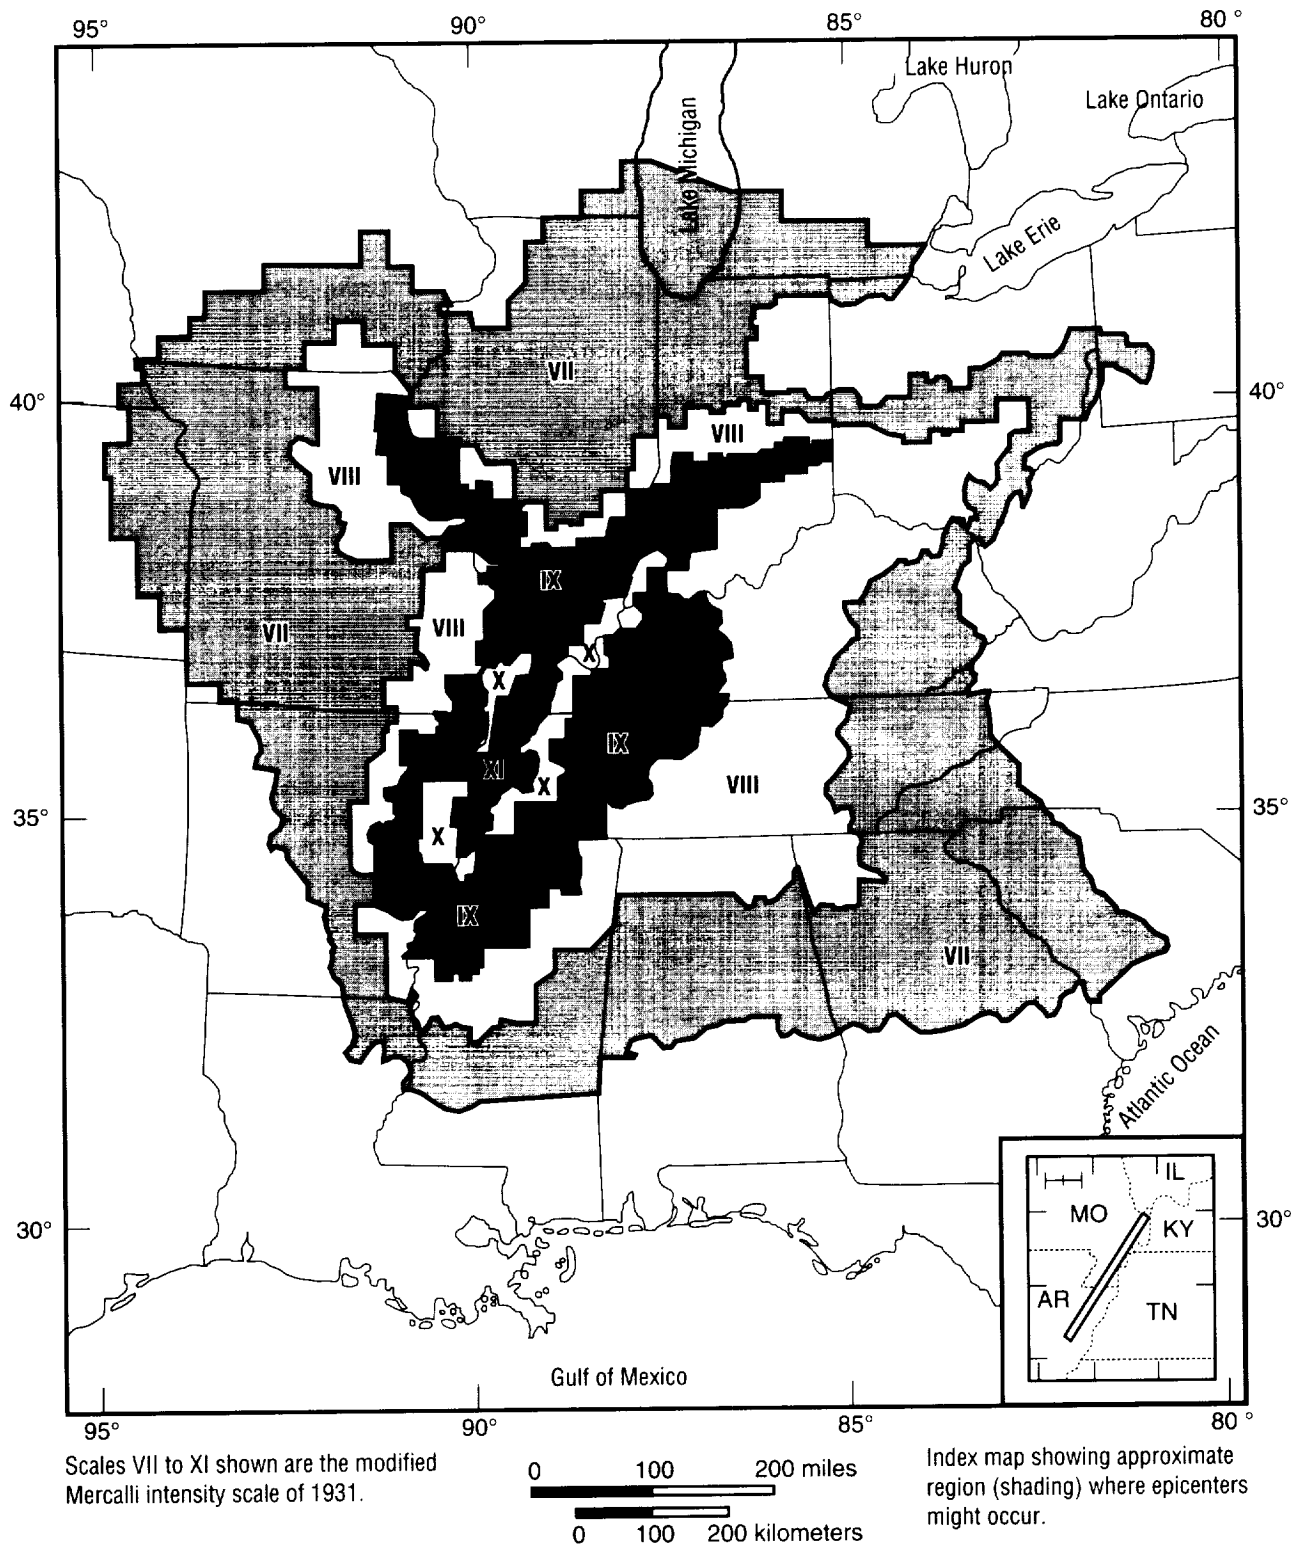 95°
90°
85°
80 °
Lake Huron
Lake Ontario
Lake Michigan
Lake Erie
VII
40°
40°
VIII
VIII
IX
VII
VIII
X
X
IX
XI
X
VIII
35°
35°
X
IX
VII
Atlantic Ocean
IL
MO
KY
30°
30°
AR
TN
Gulf of Mexico
95°
90°
85°
80 °
Scales VII to XI shown are the modified
Mercalli intensity scale of 1931.
0 100 200 miles
0 100 200 kilometers
Index map showing approximate
region (shading) where epicenters
might occur.